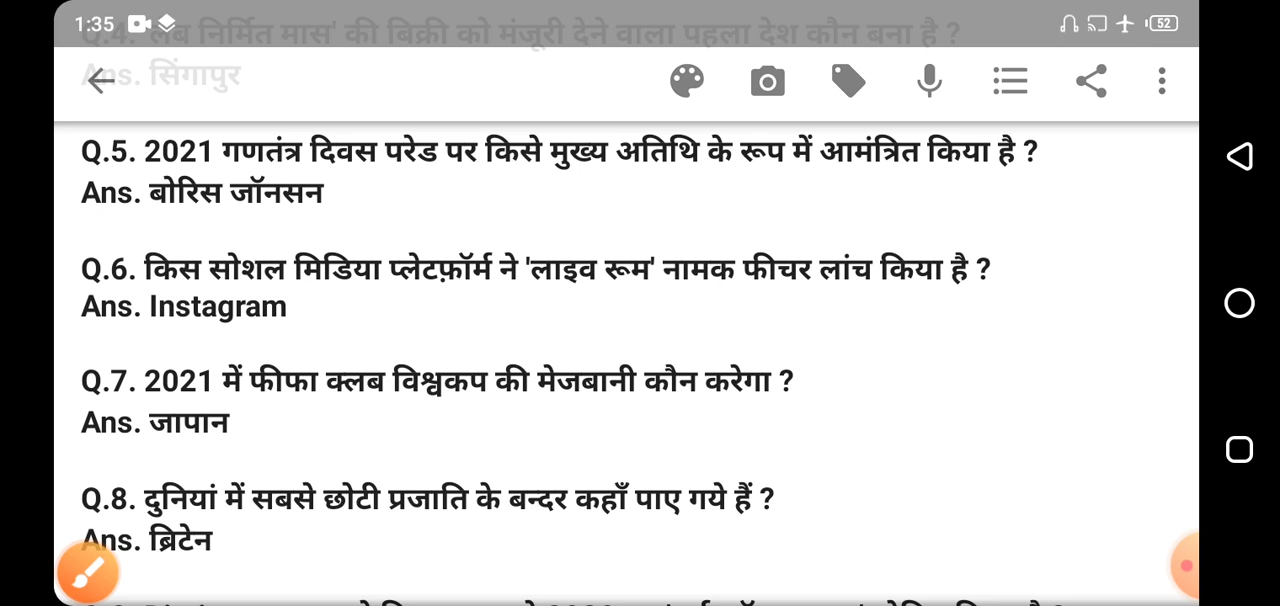 1:35
52
Q.4. 'लैब निर्मित मास' की बिक्री को मंजूरी देने वाला पहला देश कौन बना है ?
Ans. सिंगापुर
Q.5. 2021 गणतंत्र दिवस परेड पर किसे मुख्य अतिथि के रूप में आमंत्रित किया है ?
Ans. बोरिस जॉनसन
Q.6. किस सोशल मिडिया प्लेटफ़ॉर्म ने 'लाइव रूम' नामक फीचर लांच किया है ?
Ans. Instagram
Q.7. 2021 में फीफा क्लब विश्वकप की मेजबानी कौन करेगा ?
Ans. जापान
Q.8. दुनियां में सबसे छोटी प्रजाति के बन्दर कहाँ पाए गये हैं ?
Ans. ब्रिटेन